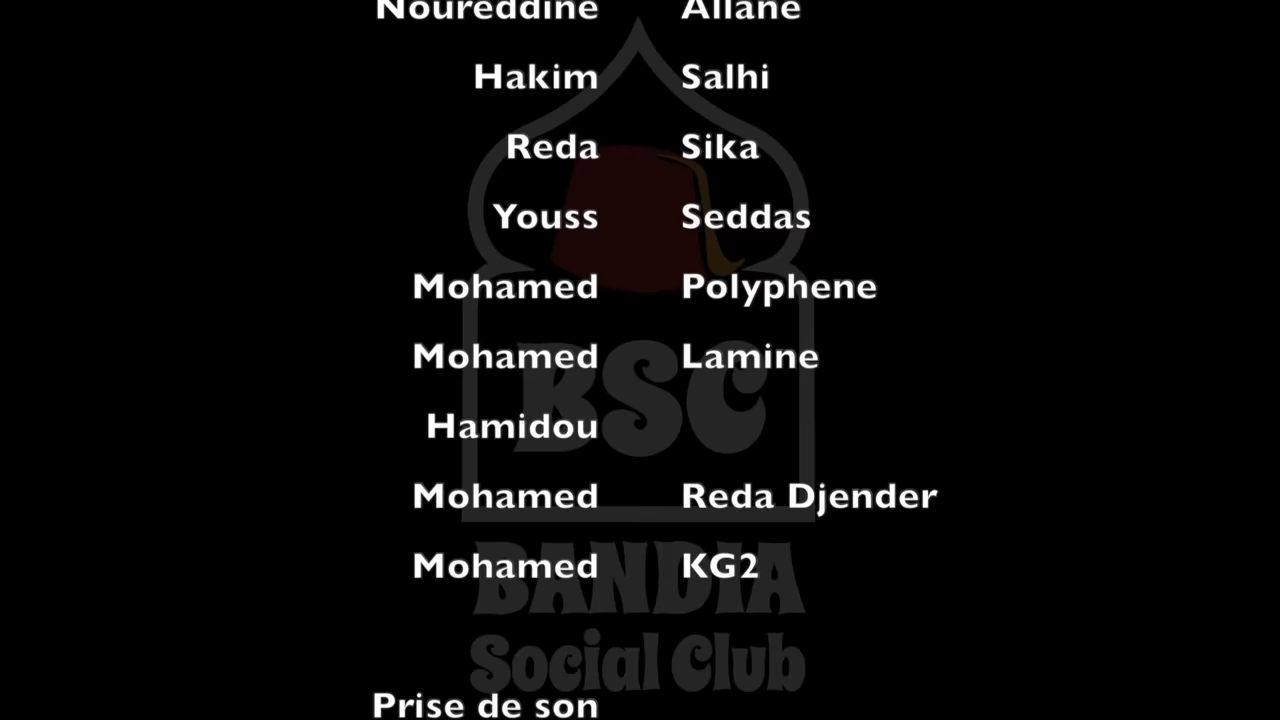 Noureddine Allane
Hakim Salhi
Reda Sika
Youss Seddas
Mohamed Polyphene
Mohamed Lamine
Hamidou
Mohamed Reda Djender
Mohamed KG2
Prise de son
BSC
BANDIA
Social Club